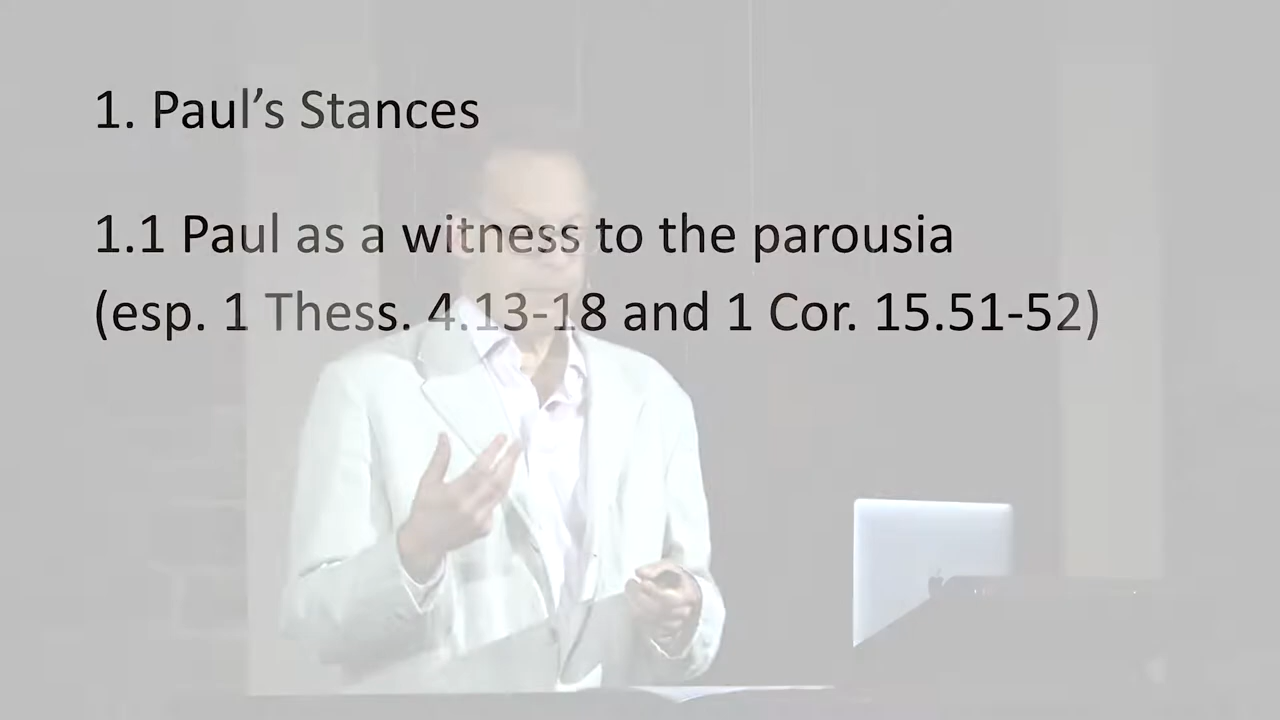 1. Paul’s Stances
1.1 Paul as a witness to the parousia
(esp. 1 Thess. 4.13-18 and 1 Cor. 15.51-52)